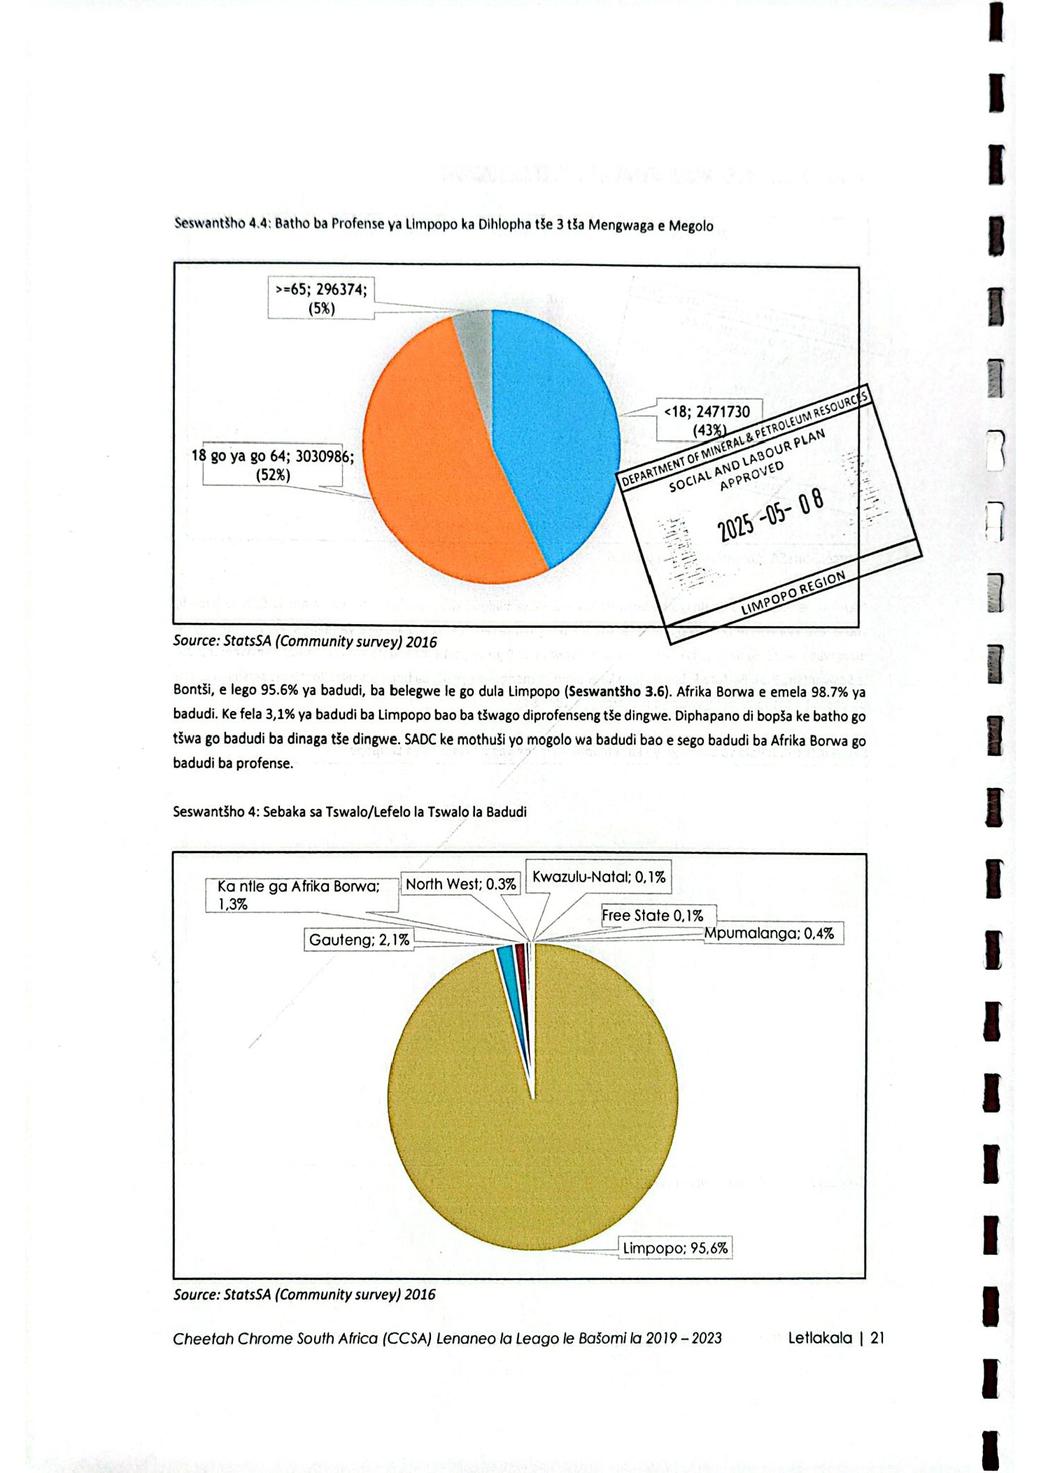 Seswantšho 4.4: Batho ba Profense ya Limpopo ka Dihlopha tše 3 tša Mengwaga e Megolo
>=65; 296374;
(5%)
<18; 2471730
(43%)
18 go ya go 64; 3030986;
(52%)
DEPARTMENT OF MINERAL & PETROLEUM RESOURCES
SOCIAL AND LABOUR PLAN
APPROVED
2025 -05- 08
LIMPOPO REGION
Source: StatsSA (Community survey) 2016
Bontši, e lego 95.6% ya badudi, ba belegwe le go dula Limpopo (Seswantšho 3.6). Afrika Borwa e emela 98.7% ya
badudi. Ke fela 3,1% ya badudi ba Limpopo bao ba tšwago diprofenseng tše dingwe. Diphapano di bopša ke batho go
tšwa go badudi ba dinaga tše dingwe. SADC ke mothuši yo mogolo wa badudi bao e sego badudi ba Afrika Borwa go
badudi ba profense.
Seswantšho 4: Sebaka sa Tswalo/Lefelo la Tswalo la Badudi
Ka ntle ga Afrika Borwa;
1,3%
North West; 0.3%
Kwazulu-Natal; 0,1%
Free State 0,1%
Gauteng; 2,1%
Mpumalanga; 0,4%
Limpopo; 95,6%
Source: StatsSA (Community survey) 2016
Cheetah Chrome South Africa (CCSA) Lenaneo la Leago le Bašomi la 2019 – 2023 Letlakala | 21